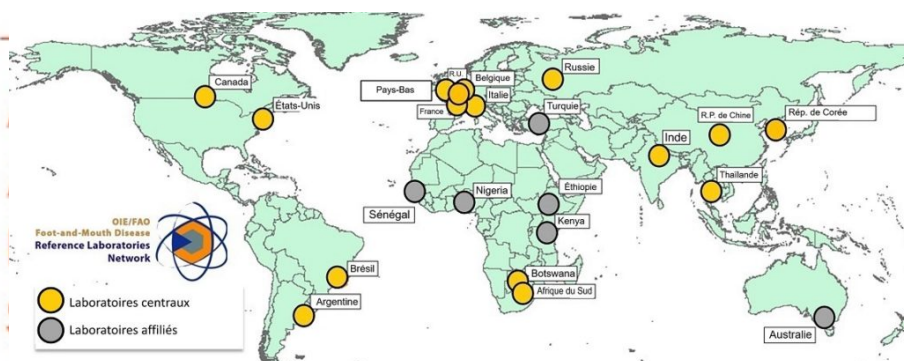 Canada
États-Unis
Pays-Bas
R.U.
Belgique
Italie
France
Russie
Turquie
R.P. de Chine
Rép. de Corée
Inde
Thaïlande
Sénégal
Nigeria
Éthiopie
Kenya
OIE/FAO
Foot-and-Mouth Disease
Reference Laboratories
Network
Brésil
Argentine
Botswana
Afrique du Sud
Australie
Laboratoires centraux
Laboratoires affiliés